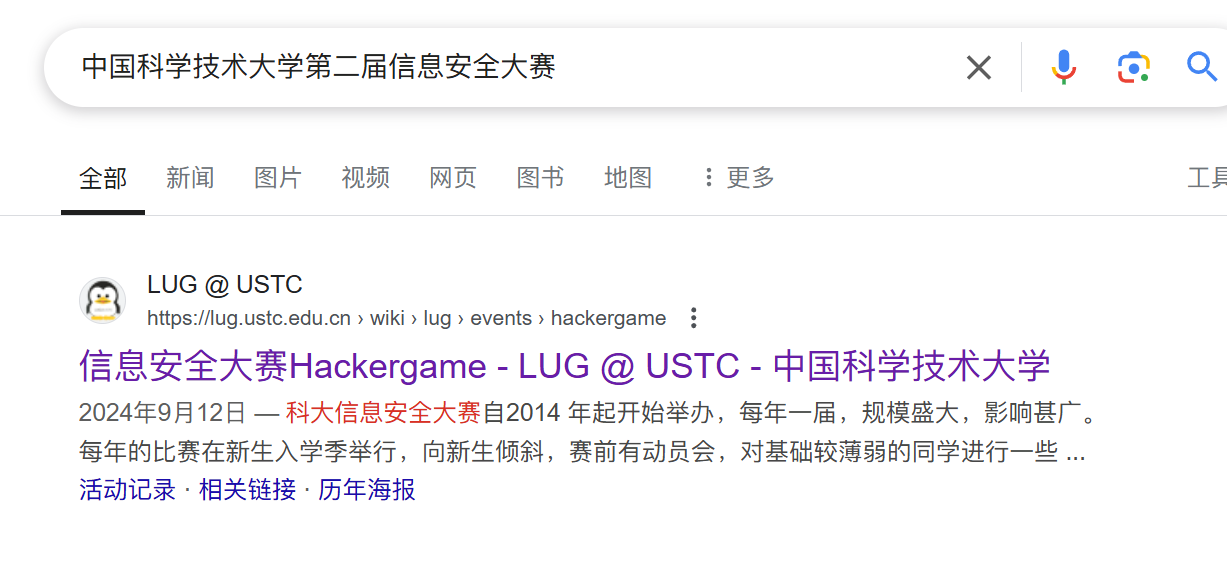 中国科学技术大学第二届信息安全大赛
全部 新闻 图片 视频 网页 图书 地图 更多 工具
LUG @ USTC
https://lug.ustc.edu.cn › wiki › lug › events › hackergame
信息安全大赛Hackergame - LUG @ USTC - 中国科学技术大学
2024年9月12日 — 科大信息安全大赛自2014 年起开始举办，每年一届，规模盛大，影响甚广。
每年的比赛在新生入学季举行，向新生倾斜，赛前有动员会，对基础较薄弱的同学进行一些 ...
活动记录 · 相关链接 · 历年海报